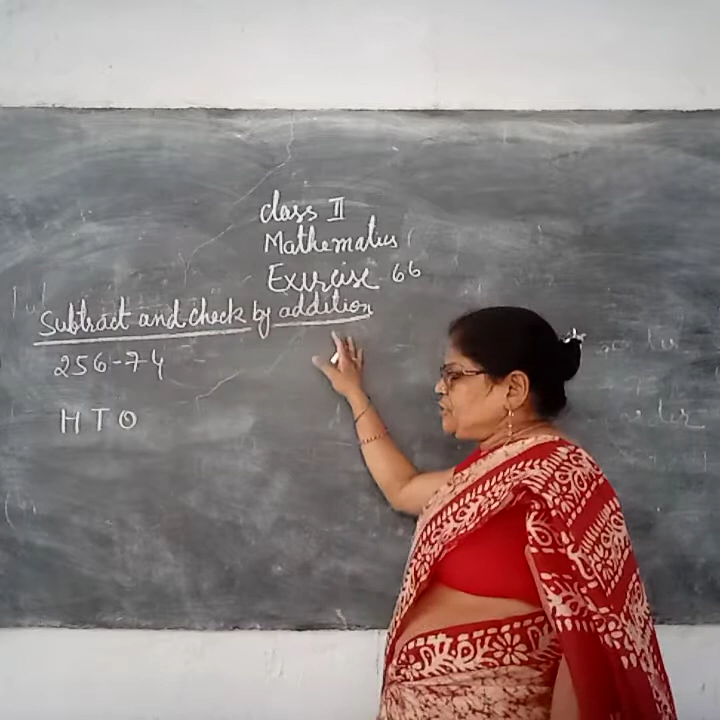 Class II
Mathematics
Exercise 66
Subtract and check by addition
256-74
H T O